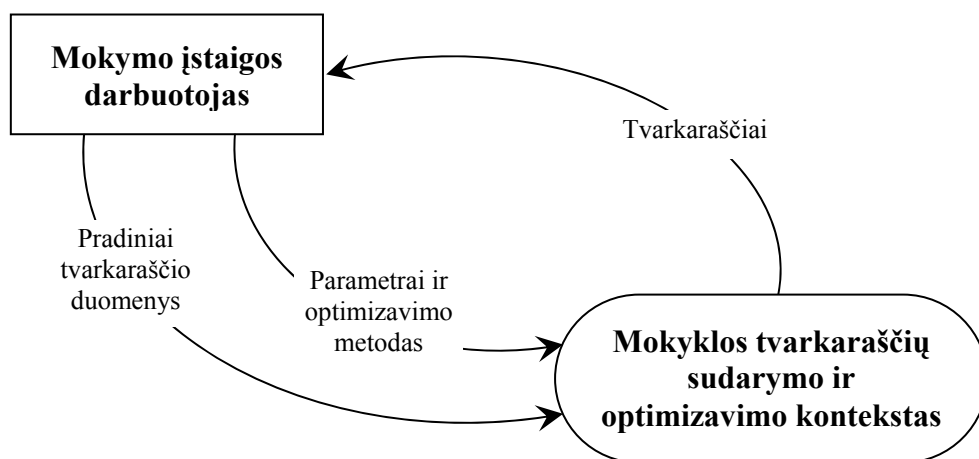 Mokymo įstaigos
darbuotojas
Tvarkaraščiai
Pradiniai
tvarkaraščio
duomenys
Parametrai ir
optimizavimo
metodas
Mokyklos tvarkaraščių
sudarymo ir
optimizavimo kontekstas